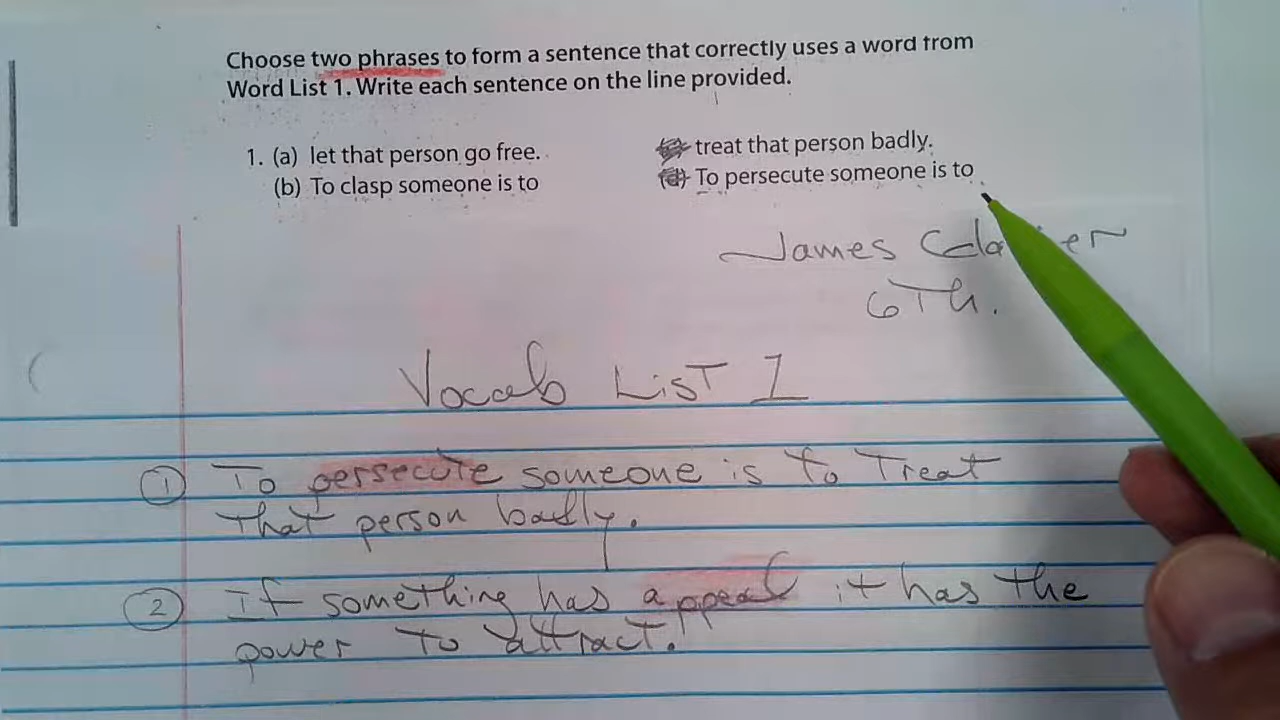 Choose two phrases to form a sentence that correctly uses a word from
Word List 1. Write each sentence on the line provided.
1. (a) let that person go free.
treat that person badly.
(b) To clasp someone is to
To persecute someone is to
James
6Th.
Vocab List 1
1 To persecute someone is to Treat
that person badly.
2 If something has appeal it has the
power to attract.